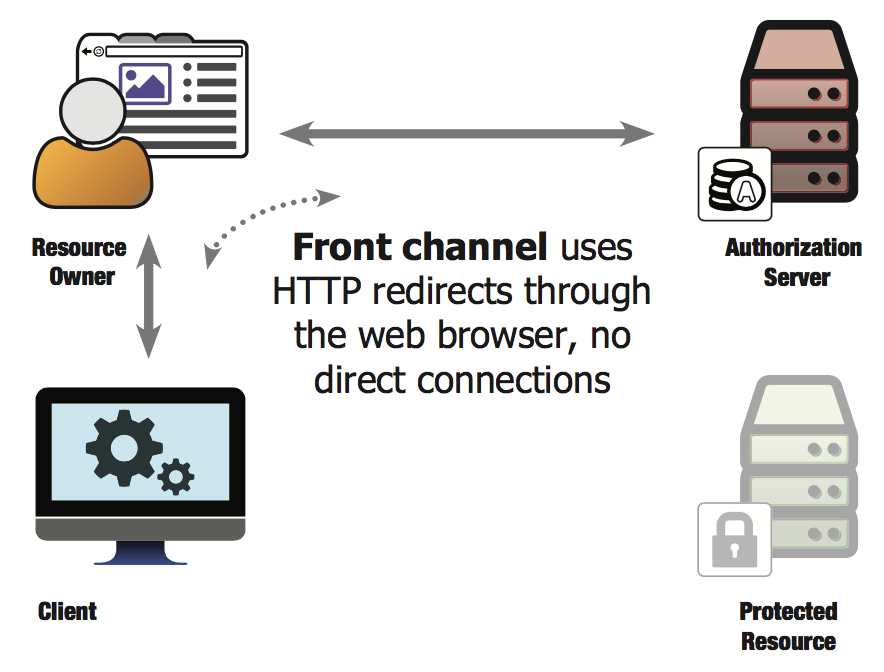 Resource
Owner
Front channel uses
HTTP redirects through
the web browser, no
direct connections
Authorization
Server
A
Client
Protected
Resource